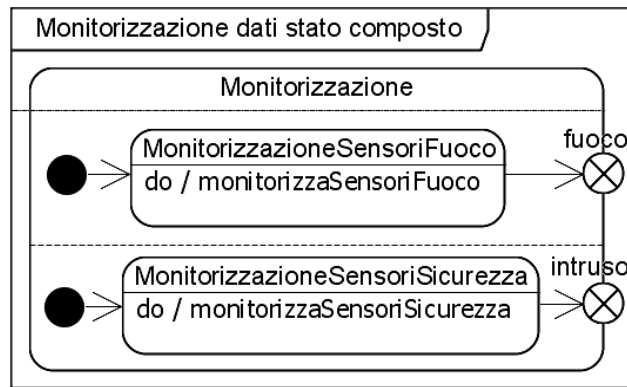 Monitorizzazione dati stato composto
Monitorizzazione
fuoco
MonitorizzazioneSensoriFuoco
do / monitorizzaSensoriFuoco
intruso
MonitorizzazioneSensoriSicurezza
do / monitorizzaSensoriSicurezza